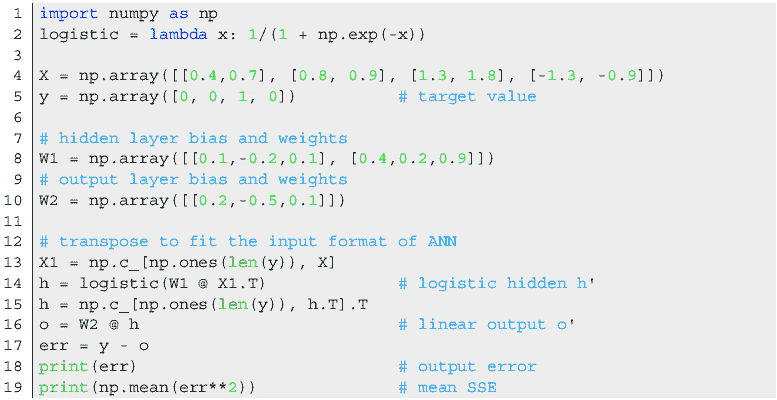 1 import numpy as np
2 logistic = lambda x: 1/(1 + np.exp(-x))
3
4 X = np.array([[0.4,0.7], [0.8, 0.9], [1.3, 1.8], [-1.3, -0.9]])
5 y = np.array([0, 0, 1, 0]) # target value
6
7 # hidden layer bias and weights
8 W1 = np.array([[0.1,-0.2,0.1], [0.4,0.2,0.9]])
9 # output layer bias and weights
10 W2 = np.array([[0.2,-0.5,0.1]])
11
12 # transpose to fit the input format of ANN
13 X1 = np.c_[np.ones(len(y)), X]
14 h = logistic(W1 @ X1.T) # logistic hidden h'
15 h = np.c_[np.ones(len(y)), h.T].T
16 o = W2 @ h # linear output o'
17 err = y - o
18 print(err) # output error
19 print(np.mean(err**2)) # mean SSE